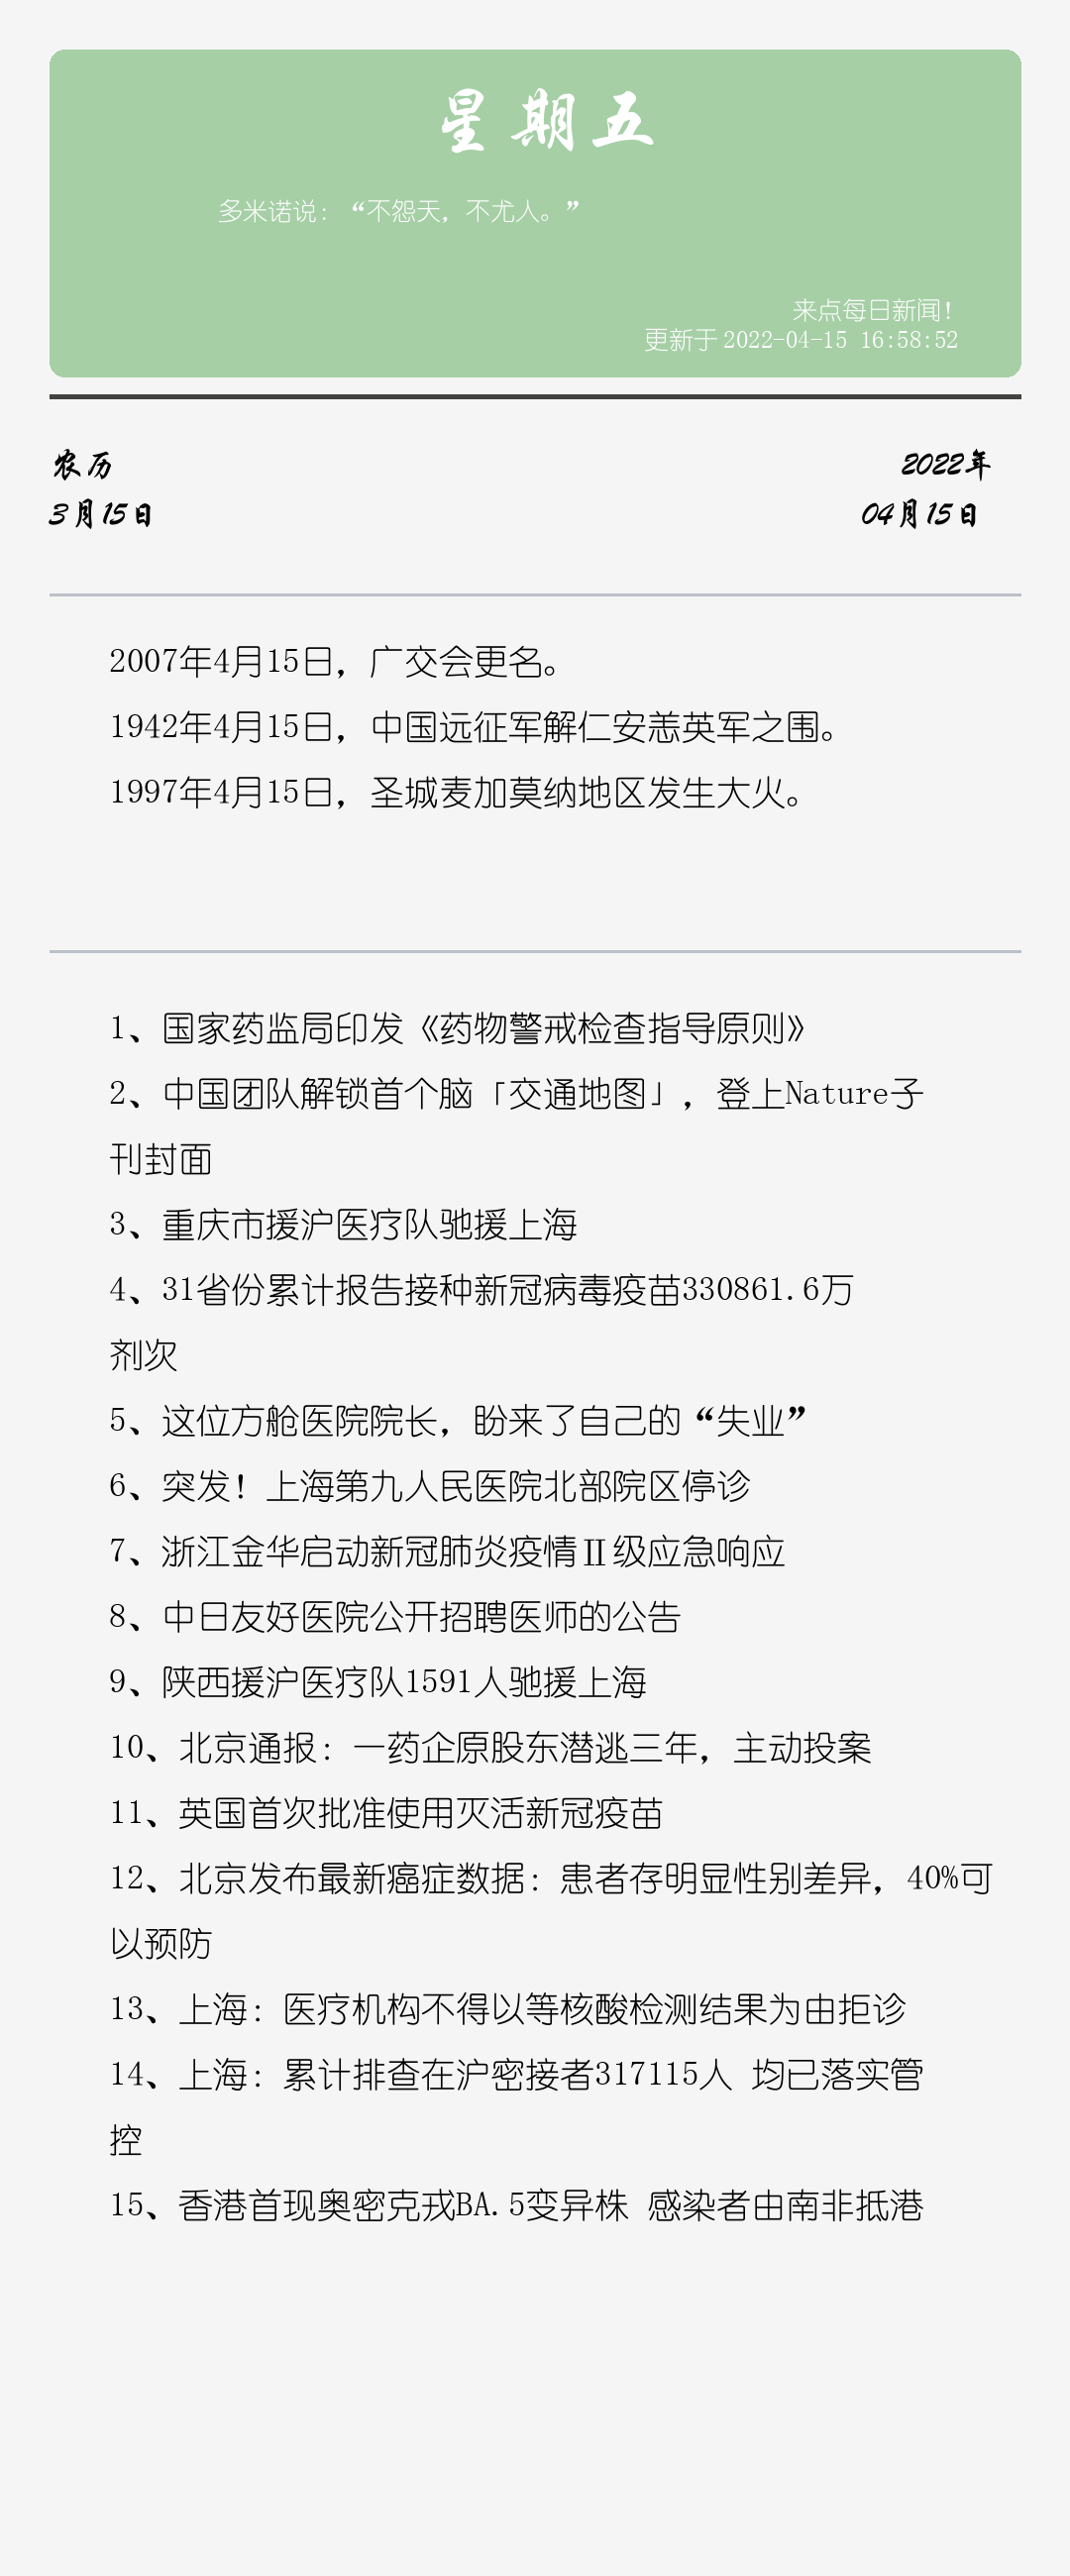 星期五
多米诺说：“不怨天，不尤人。”
来点每日新闻！
更新于 2022-04-15 16:58:52
农历
3月15日
2022年
04月15日
2007年4月15日，广交会更名。
1942年4月15日，中国远征军解仁安恙英军之围。
1997年4月15日，圣城麦加莫纳地区发生大火。
1、国家药监局印发《药物警戒检查指导原则》
2、中国团队解锁首个脑「交通地图」，登上Nature子
刊封面
3、重庆市援沪医疗队驰援上海
4、31省份累计报告接种新冠病毒疫苗330861.6万
剂次
5、这位方舱医院院长，盼来了自己的“失业”
6、突发！上海第九人民医院北部院区停诊
7、浙江金华启动新冠肺炎疫情Ⅱ级应急响应
8、中日友好医院公开招聘医师的公告
9、陕西援沪医疗队1591人驰援上海
10、北京通报：一药企原股东潜逃三年，主动投案
11、英国首次批准使用灭活新冠疫苗
12、北京发布最新癌症数据：患者存明显性别差异，40%可
以预防
13、上海：医疗机构不得以等核酸检测结果为由拒诊
14、上海：累计排查在沪密接者317115人 均已落实管
控
15、香港首现奥密克戎BA.5变异株 感染者由南非抵港